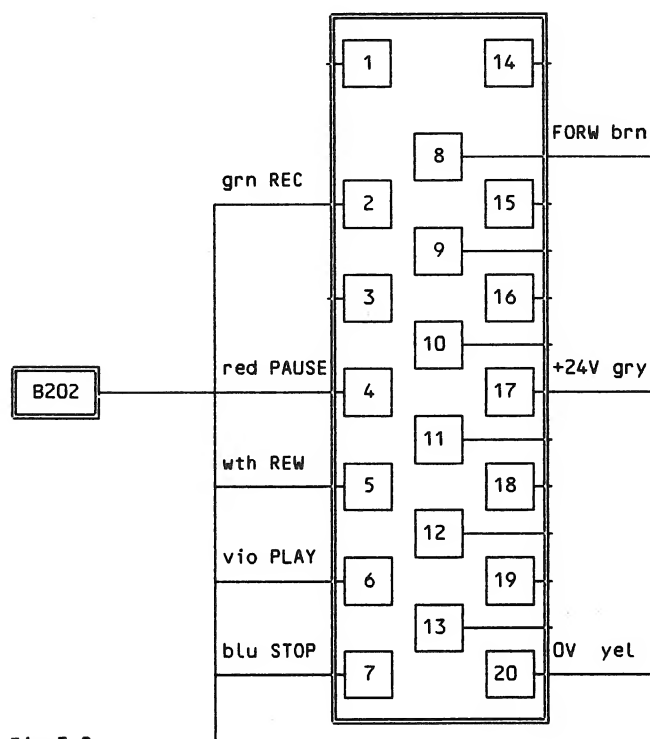 1 14
8 FORW brn
grn REC
2 15
9
3 16
10
red PAUSE +24V gry
B202 4 17
11
wth REW
5 18
12
vio PLAY
6 19
13
blu STOP 0V yel
7 20